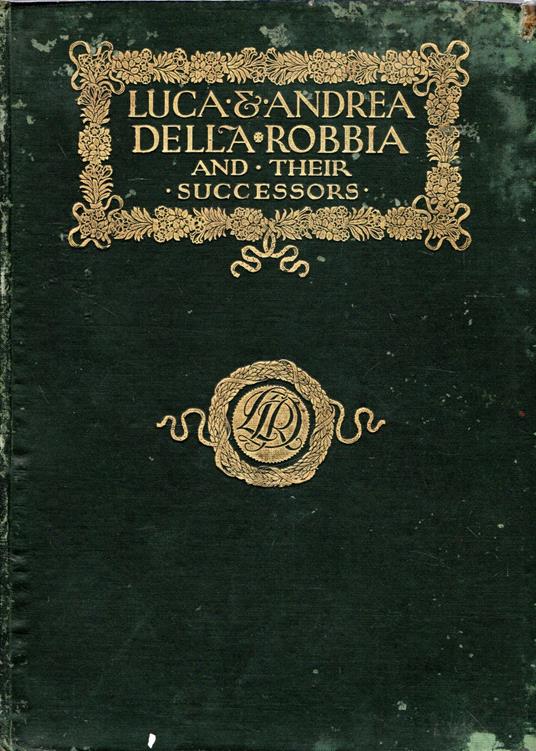 LUCA · & · ANDREA
DELLA · ROBBIA
AND · THEIR
· SUCCESSORS ·